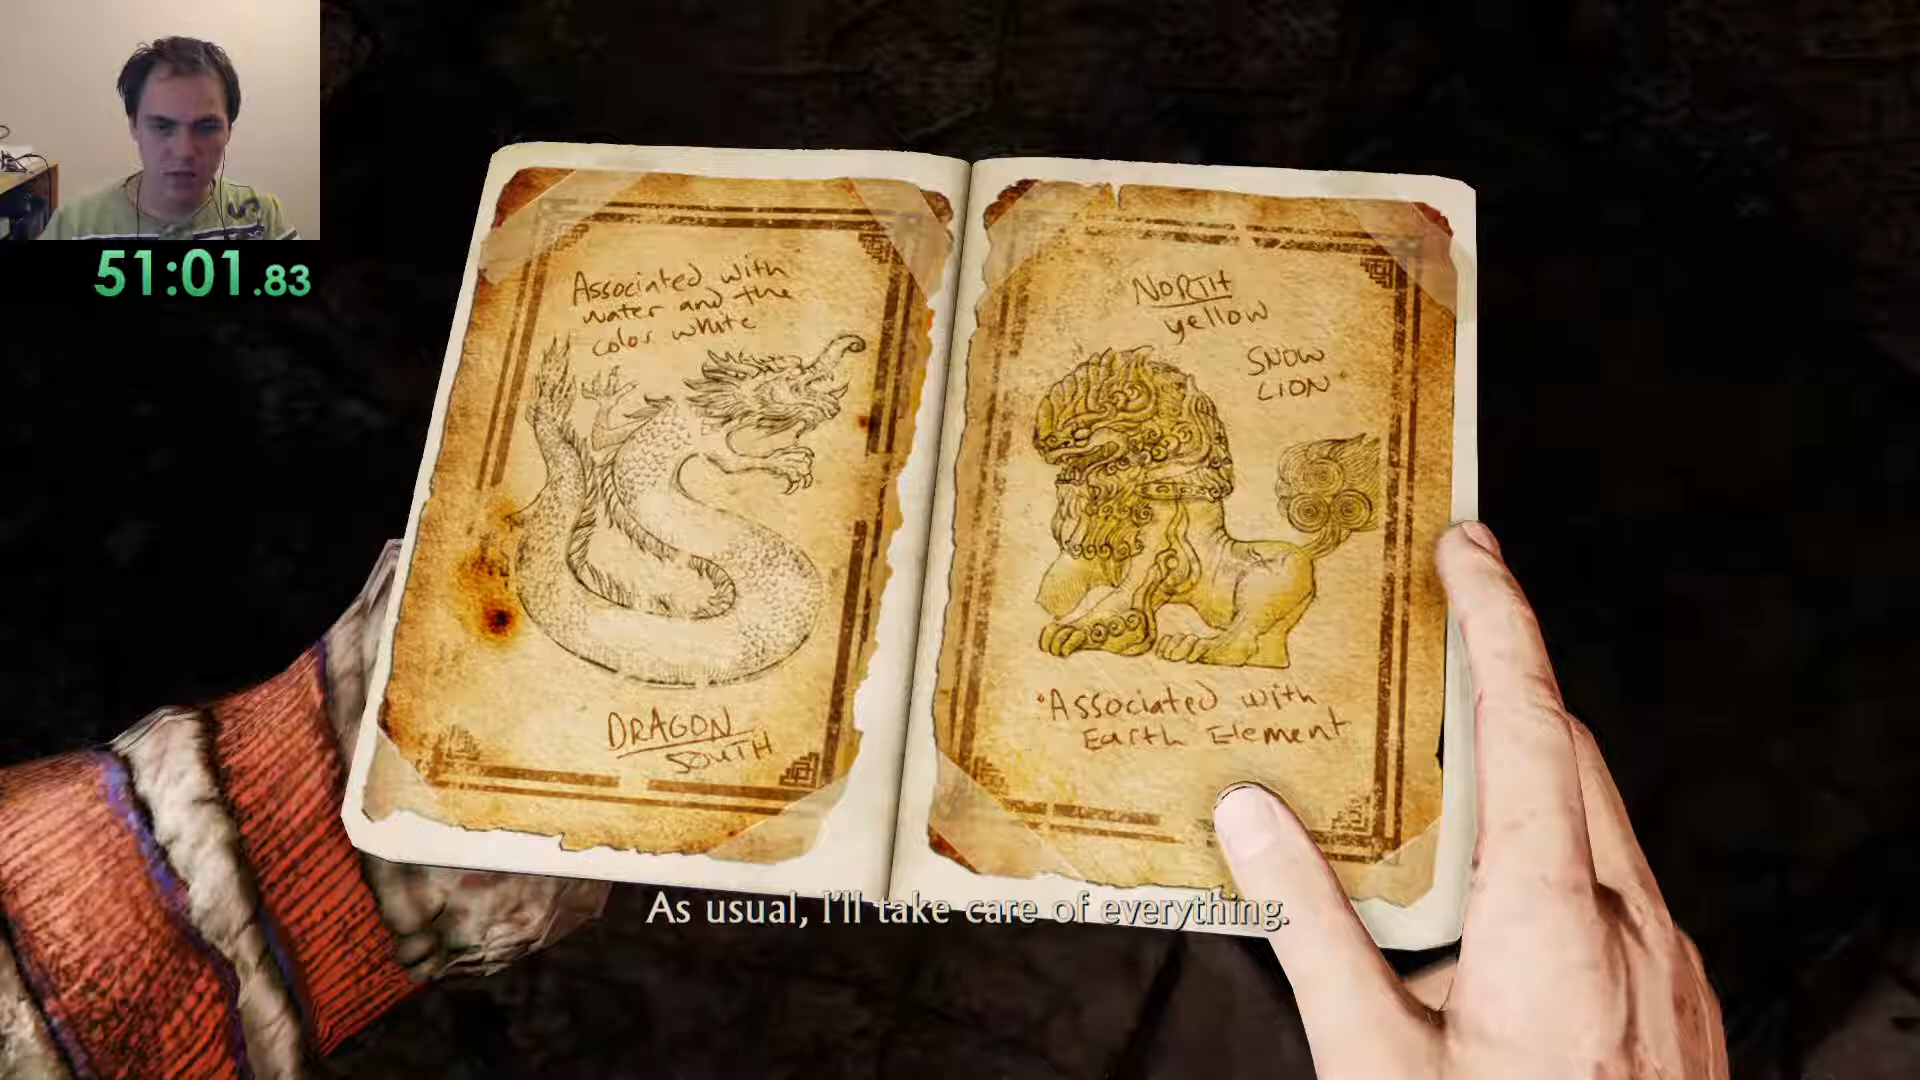 51:01.83
Associated with
water and the
color white
DRAGON
SOUTH
NORTH
yellow
SNOW
LION
Associated with
Earth Element
As usual, I'll take care of everything.